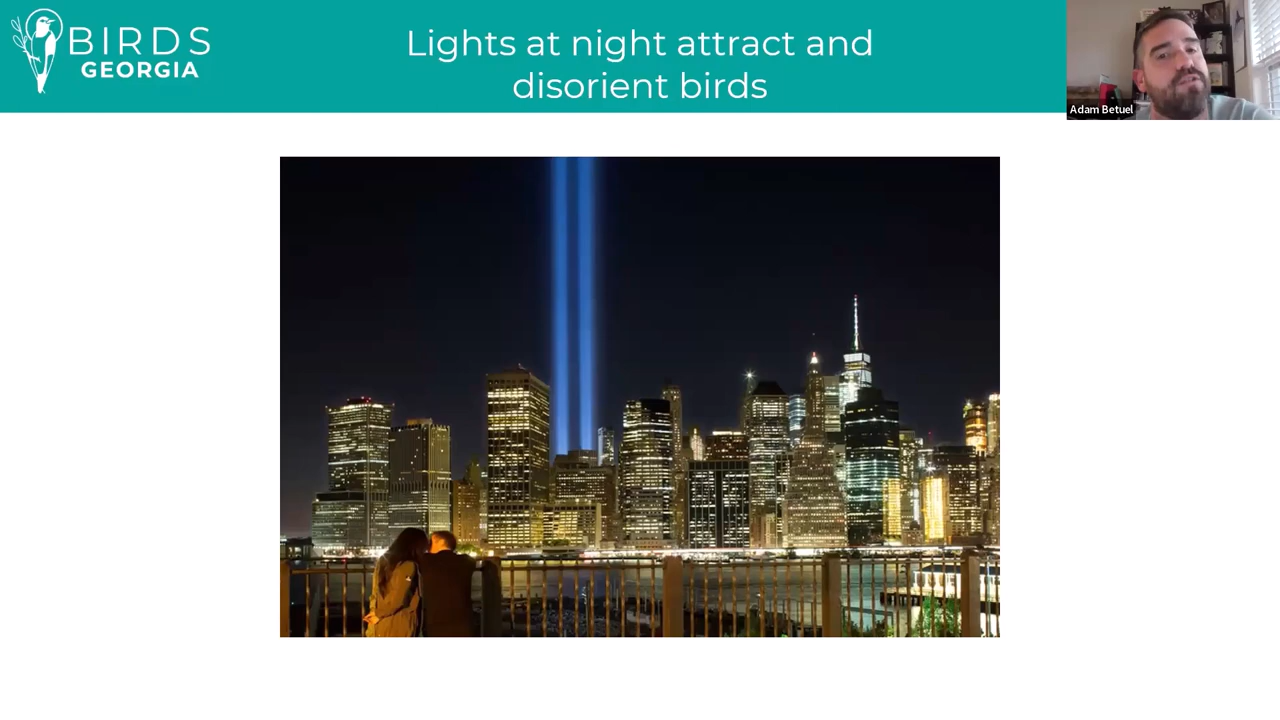 BIRDS
GEORGIA
Lights at night attract and
disorient birds
Adam Betuel